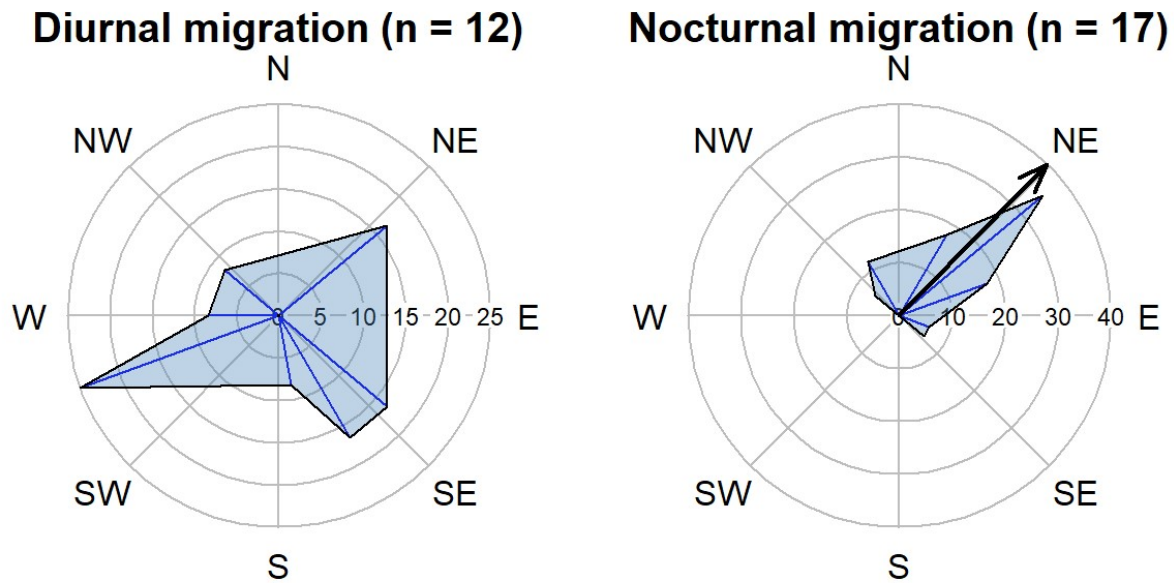 Diurnal migration (n = 12)
N
NW
NE
W
0 5 10 15 20 25
E
SW
SE
S
Nocturnal migration (n = 17)
N
NW
NE
W
0 10 20 30 40
E
SW
SE
S